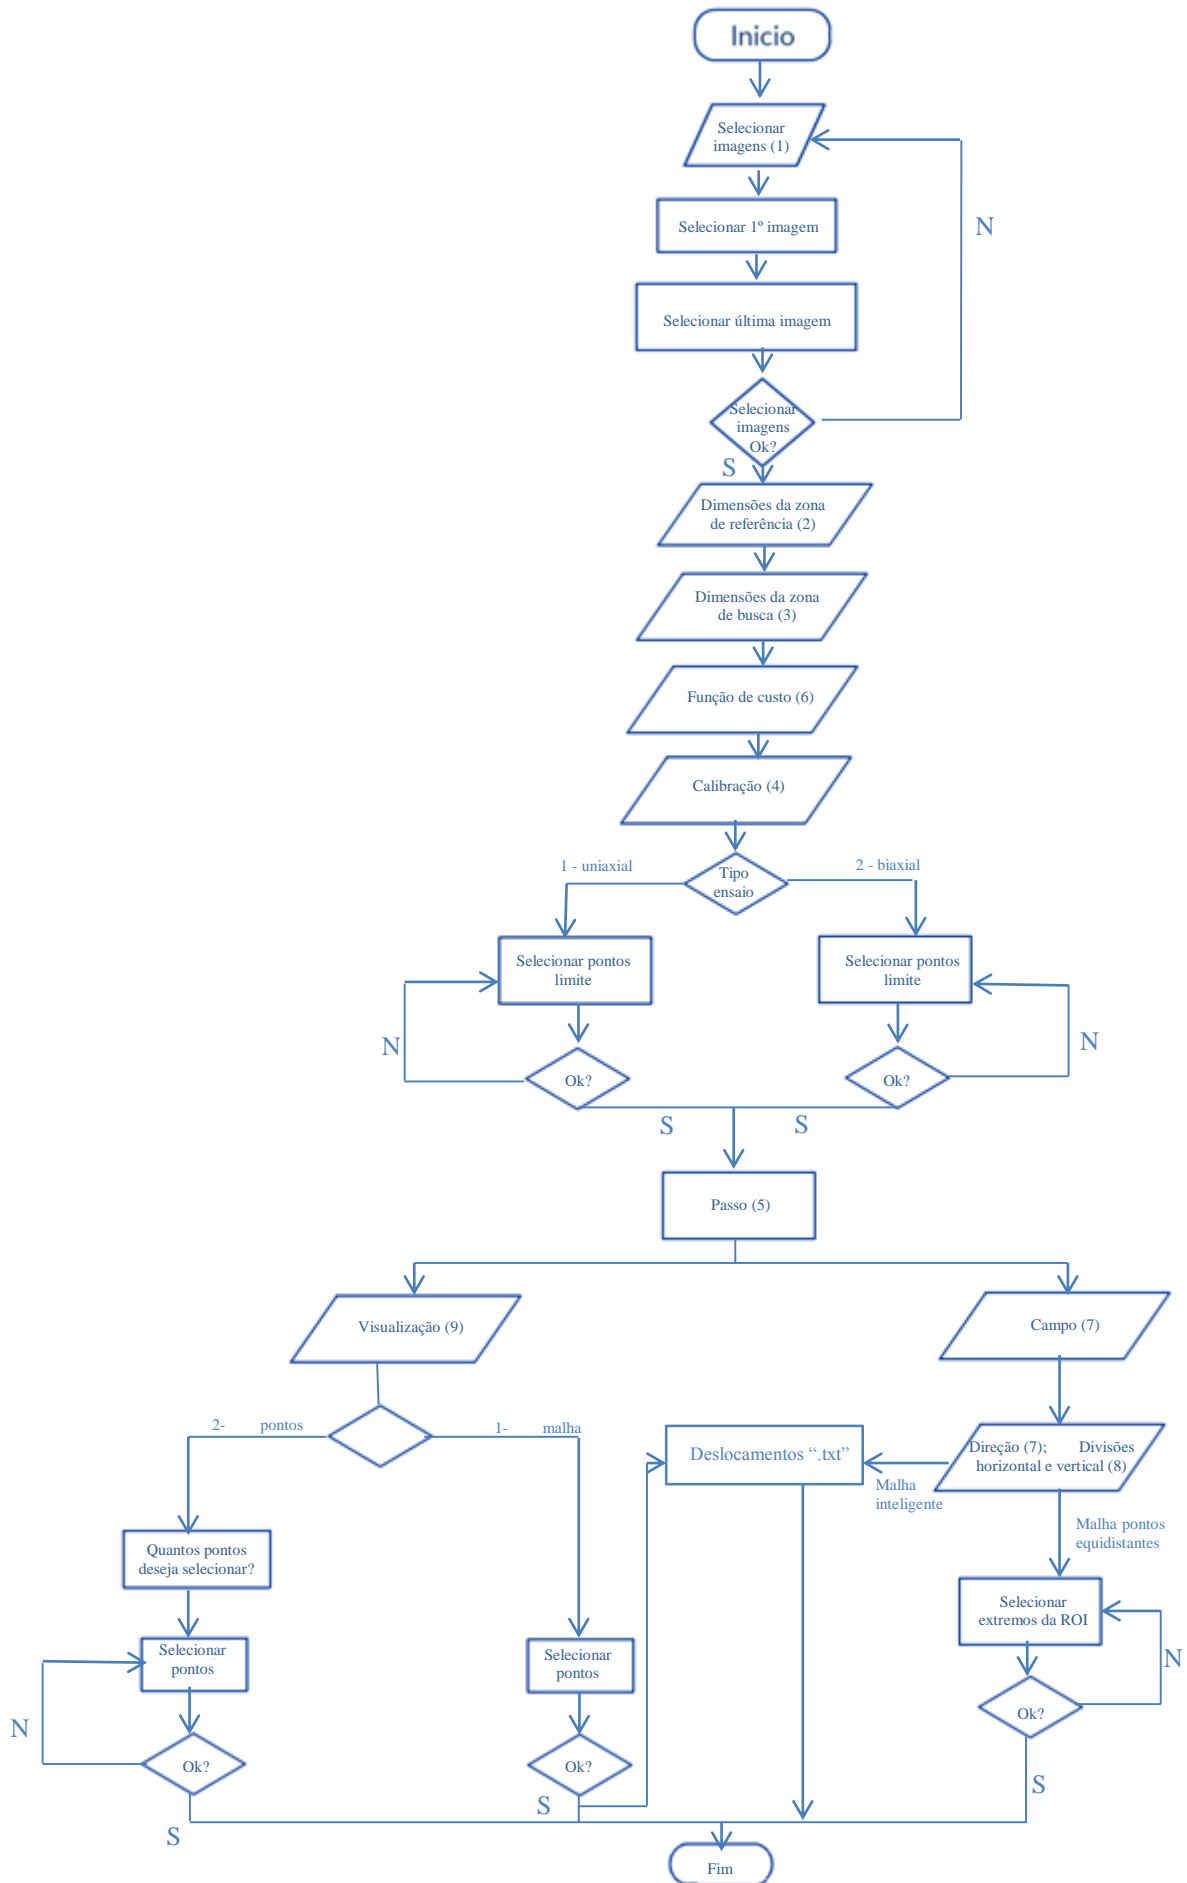 Inicio
Selecionar
imagens (1)
Selecionar 1º imagem
N
Selecionar última imagem
Selecionar
imagens
Ok?
S
Dimensões da zona
de referência (2)
Dimensões da zona
de busca (3)
Função de custo (6)
Calibração (4)
1 - uniaxial
Tipo
ensaio
2 - biaxial
Selecionar pontos
limite
Selecionar pontos
limite
N
N
Ok?
Ok?
S
S
Passo (5)
Visualização (9)
Campo (7)
2- pontos
1- malha
Deslocamentos “.txt”
Direção (7); Divisões
horizontal e vertical (8)
Malha
inteligente
Malha pontos
equidistantes
Quantos pontos
deseja selecionar?
Selecionar
extremos da ROI
Selecionar
pontos
Selecionar
pontos
N
N
Ok?
Ok?
Ok?
S
S
S
Fim